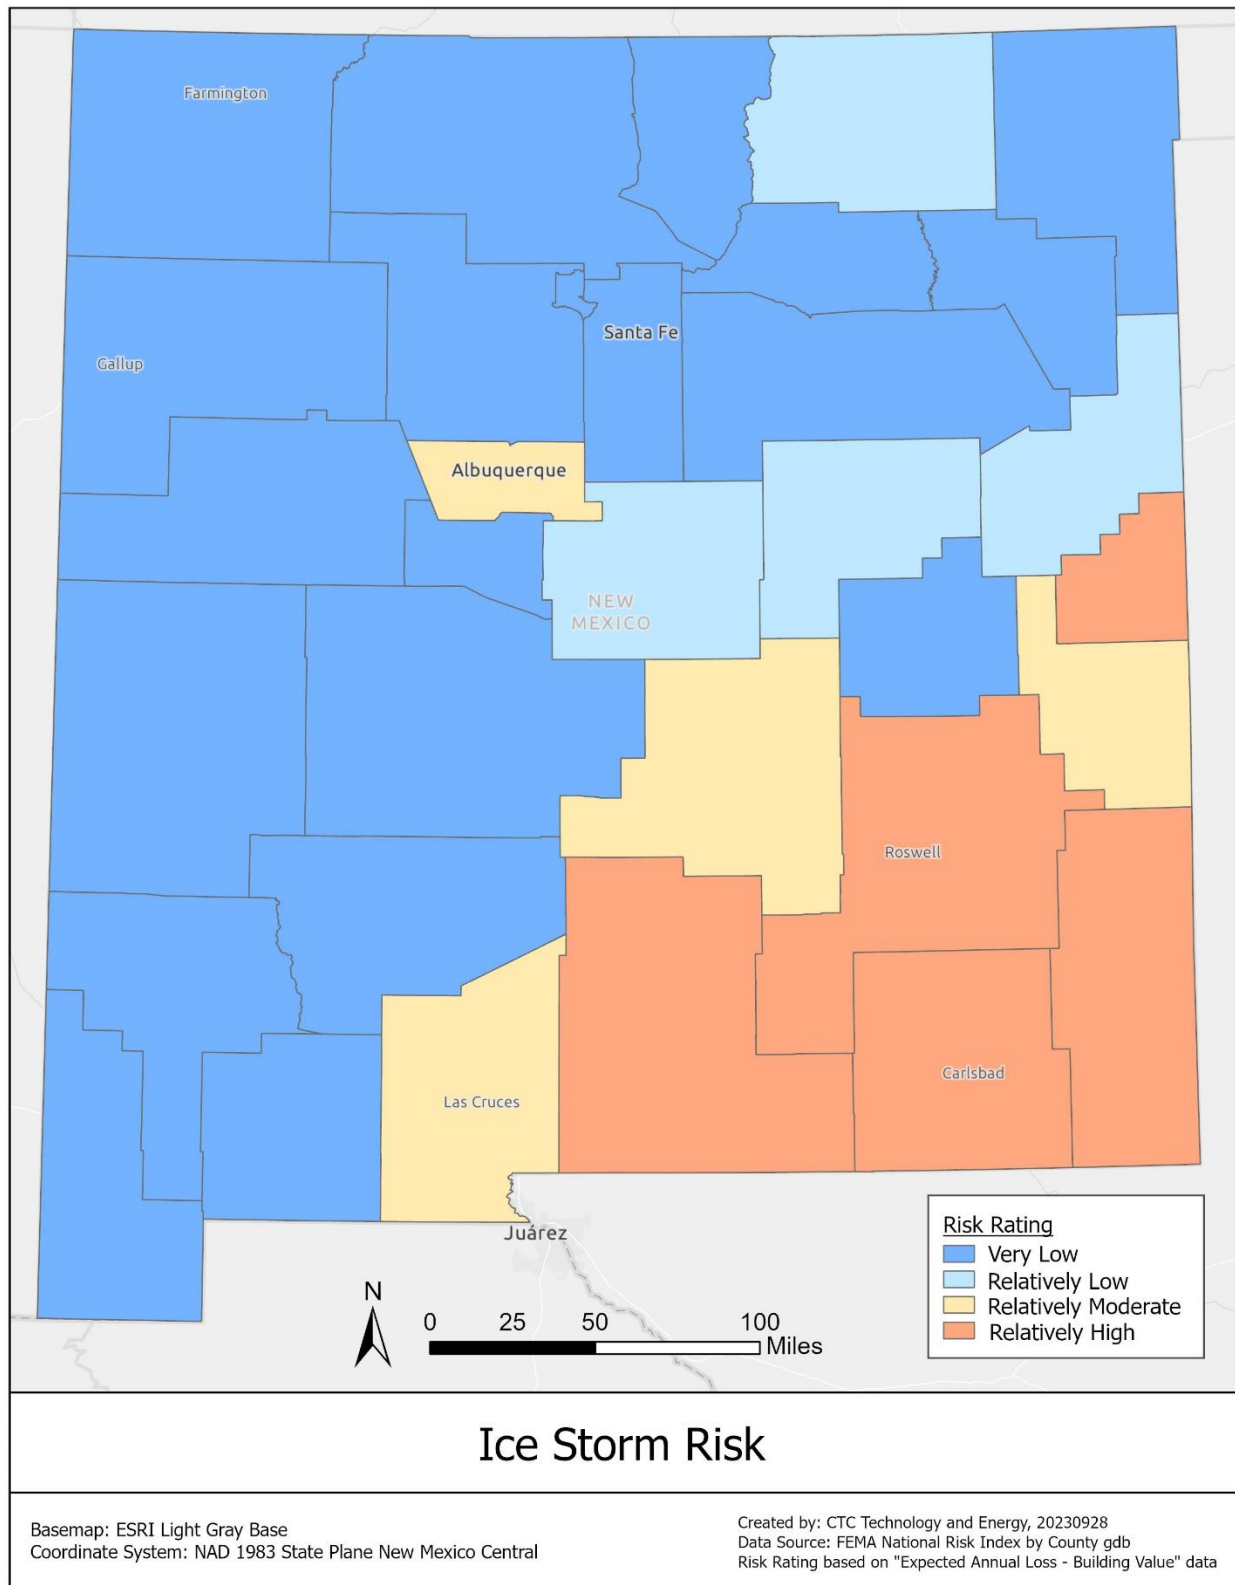 Farmington
Santa Fe
Gallup
Albuquerque
NEW
MEXICO
Roswell
Carlsbad
Las Cruces
Juárez
Risk Rating
Very Low
Relatively Low
Relatively Moderate
Relatively High
N
0 25 50 100
Miles
Ice Storm Risk
Basemap: ESRI Light Gray Base
Coordinate System: NAD 1983 State Plane New Mexico Central
Created by: CTC Technology and Energy, 20230928
Data Source: FEMA National Risk Index by County gdb
Risk Rating based on "Expected Annual Loss - Building Value" data